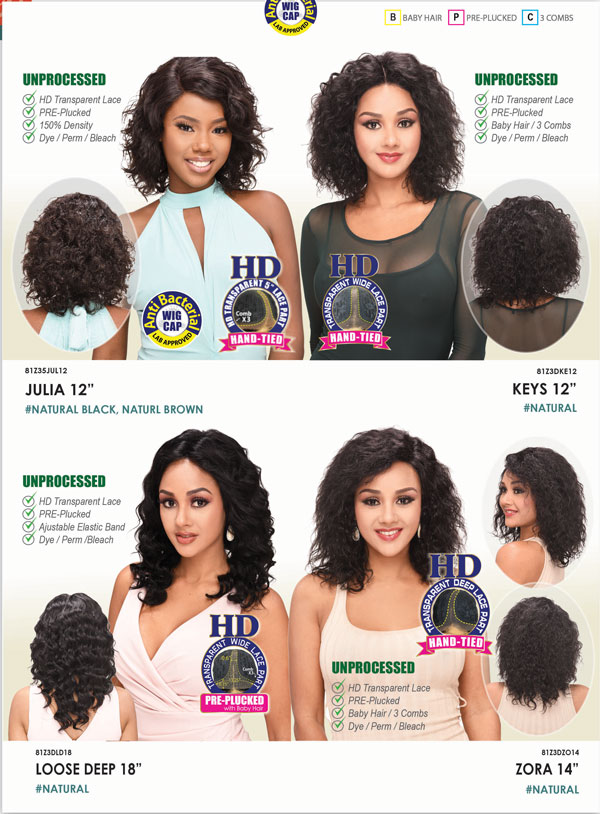 Anti Bacterial
WIG
CAP
LAB APPROVED
B BABY HAIR P PRE-PLUCKED C 3 COMBS
UNPROCESSED
HD Transparent Lace
PRE-Plucked
150% Density
Dye / Perm / Bleach
UNPROCESSED
HD Transparent Lace
PRE-Plucked
Baby Hair / 3 Combs
Dye / Perm / Bleach
Anti Bacterial
WIG
CAP
LAB APPROVED
HD
HD TRANSPARENT 5" LACE PART
Comb
X3
HAND-TIED
HD
TRANSPARENT WIDE LACE PART
HAND-TIED
81Z35JUL12
JULIA 12”
#NATURAL BLACK, NATURL BROWN
81Z3DKE12
KEYS 12”
#NATURAL
UNPROCESSED
HD Transparent Lace
PRE-Plucked
Ajustable Elastic Band
Dye / Perm /Bleach
HD
TRANSPARENT WIDE LACE PART
Comb
X3
PRE-PLUCKED
with Baby Hair
HD
TRANSPARENT DEEP LACE PART
HAND-TIED
UNPROCESSED
HD Transparent Lace
PRE-Plucked
Baby Hair / 3 Combs
Dye / Perm / Bleach
81Z3DLD18
LOOSE DEEP 18”
#NATURAL
81Z3DZO14
ZORA 14”
#NATURAL